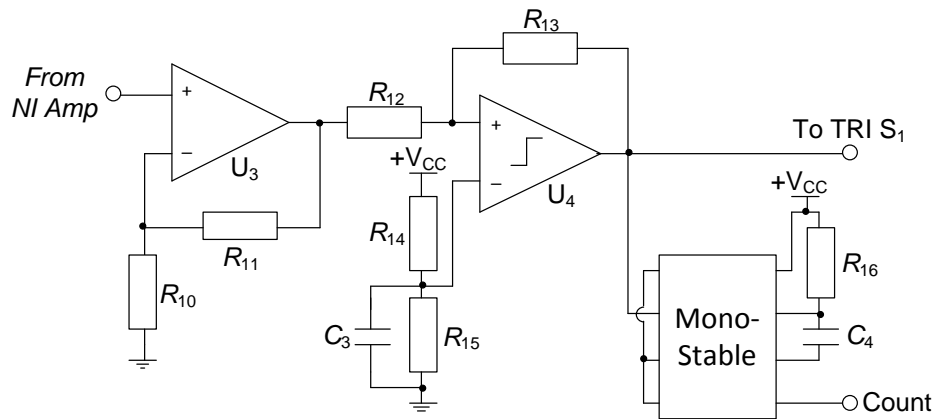 From
NI Amp
+
−
U3
R10
R11
R12
R13
+
−
U4
+VCC
R14
C3
R15
To TRI S1
+VCC
R16
C4
Mono-
Stable
Count